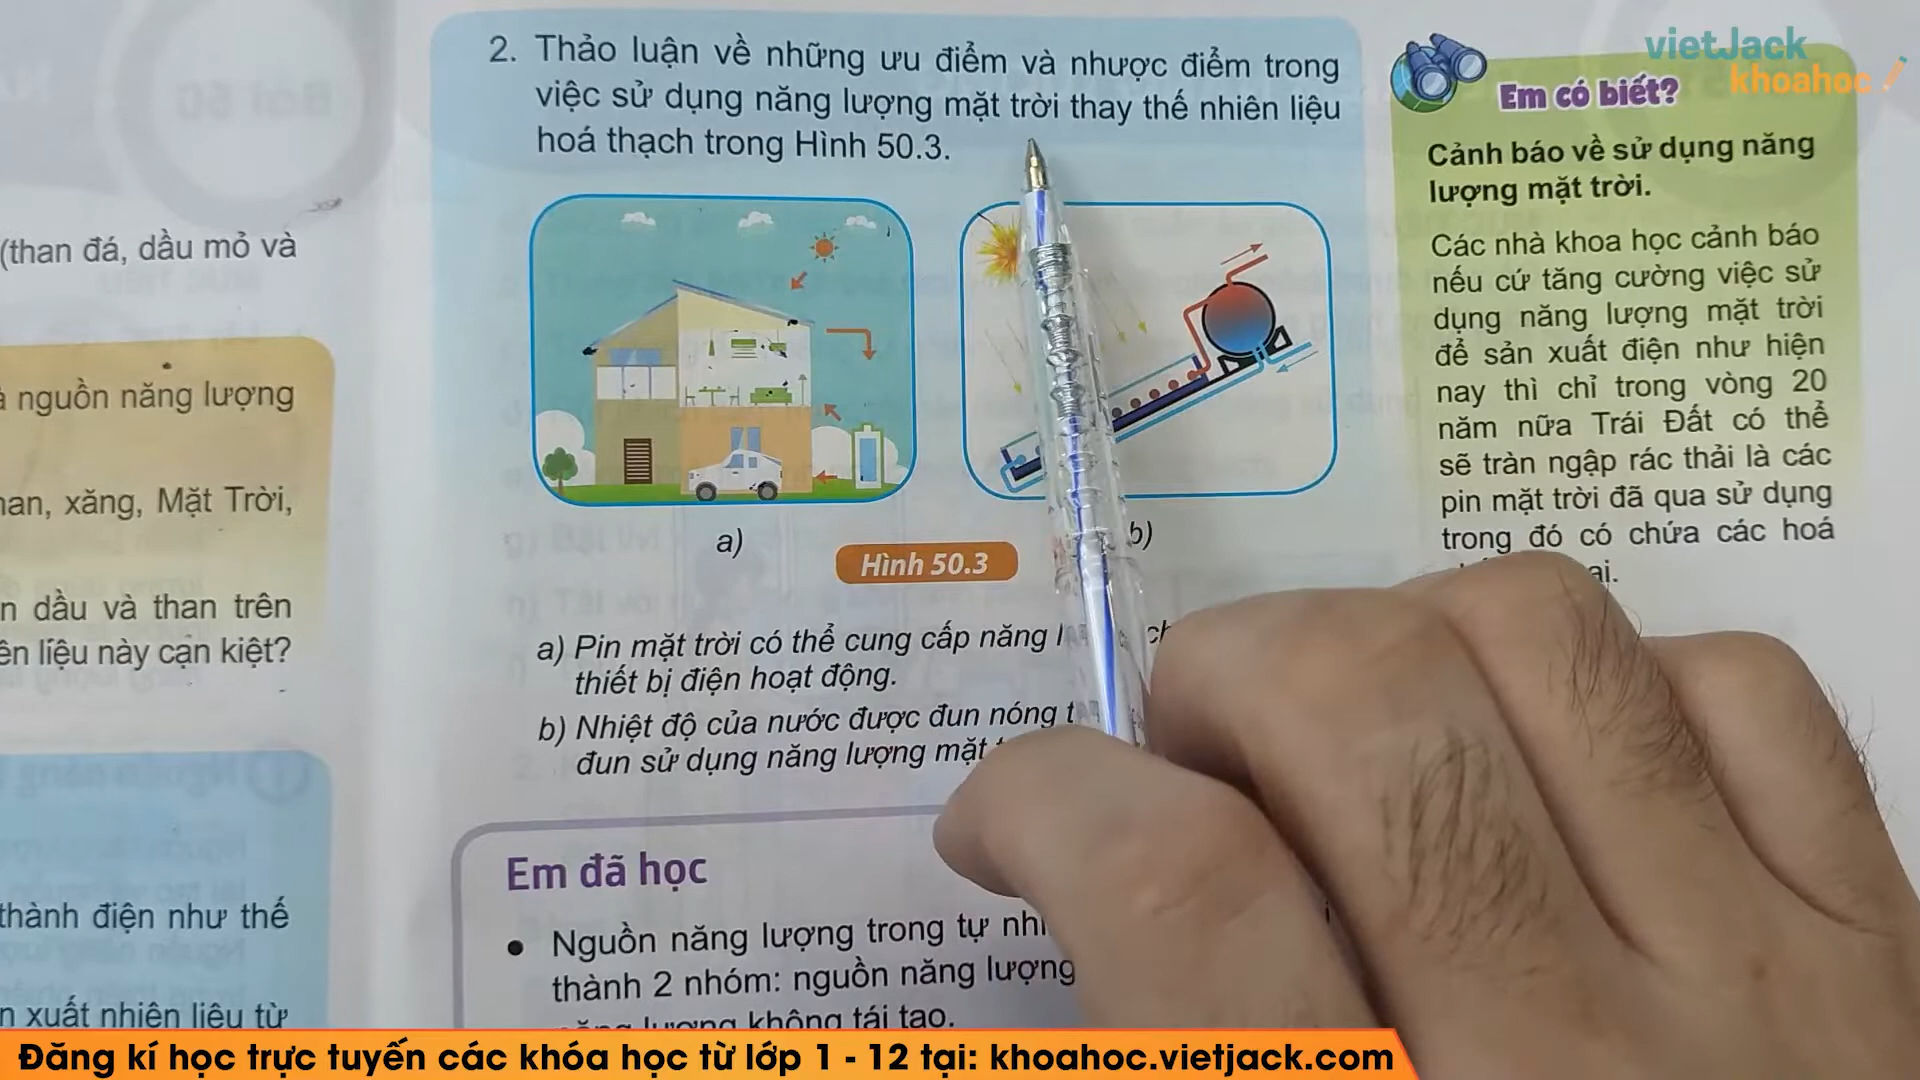 (than đá, dầu mỏ và
nguồn năng lượng
xăng, Mặt Trời,
dầu và than trên
liệu này cạn kiệt?
thành điện như thế
xuất nhiên liệu từ
2. Thảo luận về những ưu điểm và nhược điểm trong
việc sử dụng năng lượng mặt trời thay thế nhiên liệu
hoá thạch trong Hình 50.3.
a)
b)
Hình 50.3
a) Pin mặt trời có thể cung cấp năng
thiết bị điện hoạt động.
b) Nhiệt độ của nước được đun nóng
đun sử dụng năng lượng mặt
Em đã học
• Nguồn năng lượng trong tự
thành 2 nhóm: nguồn năng lượng
lượng không tái tạo.
vietJack
khoahoc
Em có biết?
Cảnh báo về sử dụng năng
lượng mặt trời.
Các nhà khoa học cảnh báo
nếu cứ tăng cường việc sử
dụng năng lượng mặt trời
để sản xuất điện như hiện
nay thì chỉ trong vòng 20
năm nữa Trái Đất có thể
sẽ tràn ngập rác thải là các
pin mặt trời đã qua sử dụng
trong đó có chứa các hoá
Đăng kí học trực tuyến các khóa học từ lớp 1 - 12 tại: khoahoc.vietjack.com